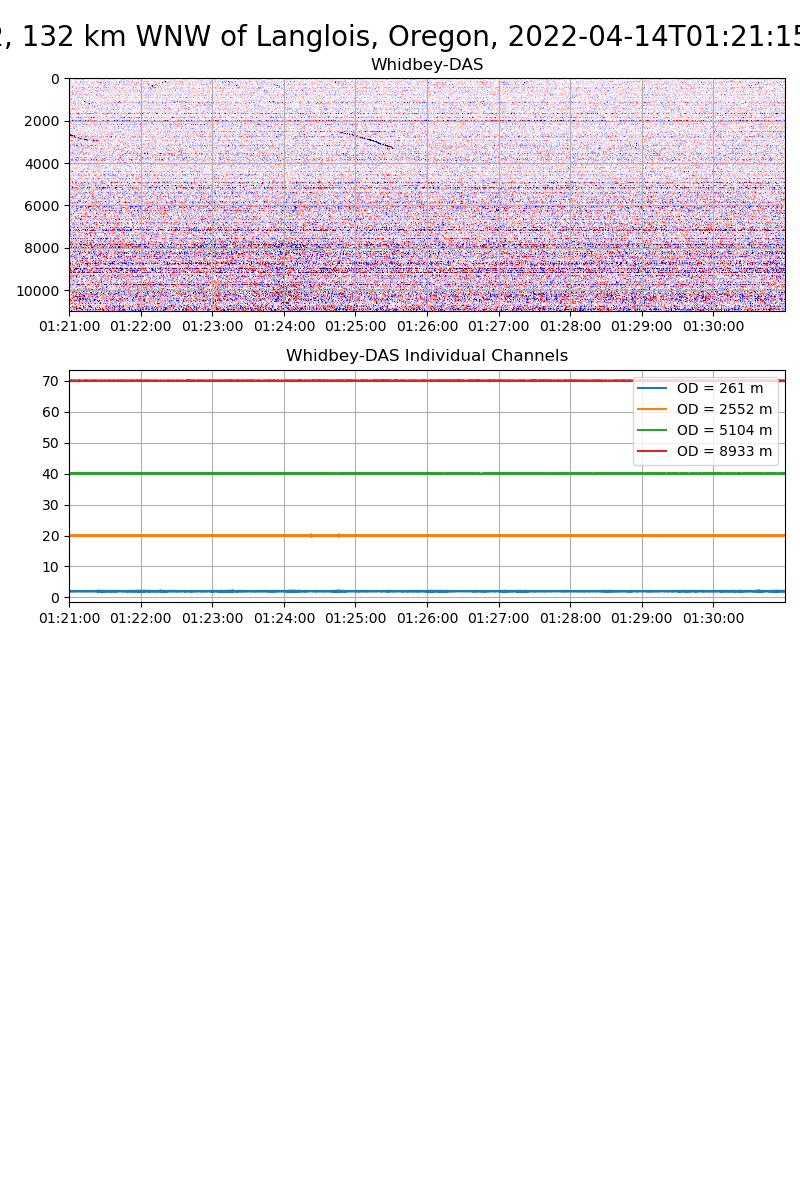 132 km WNW of Langlois, Oregon, 2022-04-14T01:21:15
Whidbey-DAS
0
2000
4000
6000
8000
10000
01:21:00 01:22:00 01:23:00 01:24:00 01:25:00 01:26:00 01:27:00 01:28:00 01:29:00 01:30:00
Whidbey-DAS Individual Channels
70
60
50
40
30
20
10
0
OD = 261 m
OD = 2552 m
OD = 5104 m
OD = 8933 m
01:21:00 01:22:00 01:23:00 01:24:00 01:25:00 01:26:00 01:27:00 01:28:00 01:29:00 01:30:00